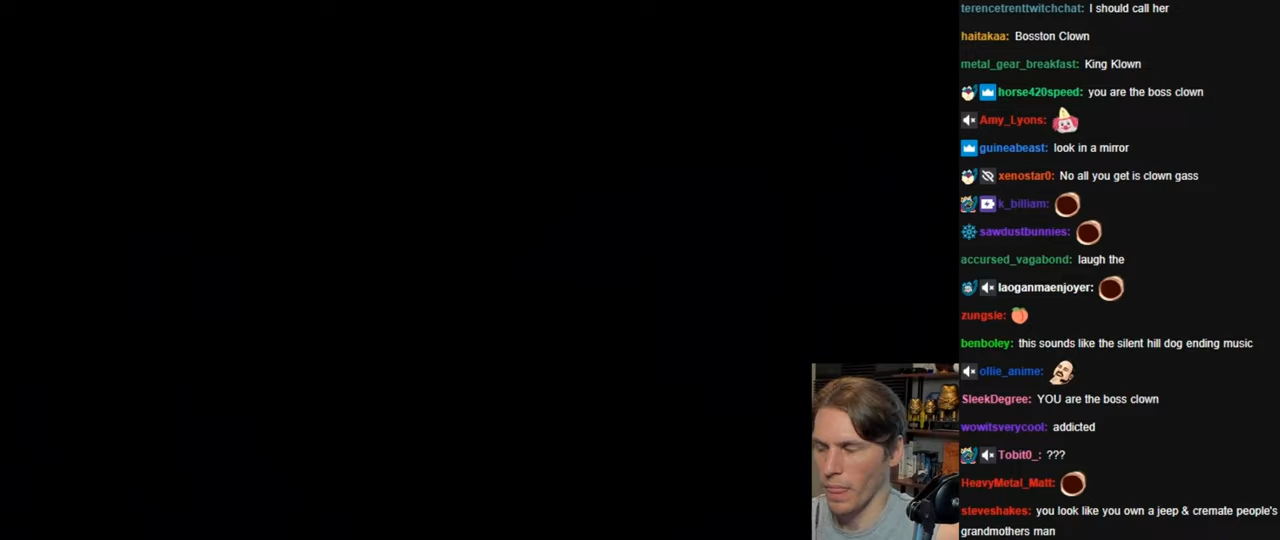 terencetrenttwitchchat: I should call her
haitakaa: Bosston Clown
metal_gear_breakfast: King Klown
horse420speed: you are the boss clown
Amy_Lyons:
guineabeast: look in a mirror
xenostar0: No all you get is clown gass
k_billiam:
sawdustbunnies:
accursed_vagabond: laugh the
laoganmaenjoyer:
zungsie:
benboley: this sounds like the silent hill dog ending music
ollie_anime:
SleekDegree: YOU are the boss clown
wowitsverycool: addicted
Tobit0_: ???
HeavyMetal_Matt:
steveshakes: you look like you own a jeep & cremate people's
grandmothers man